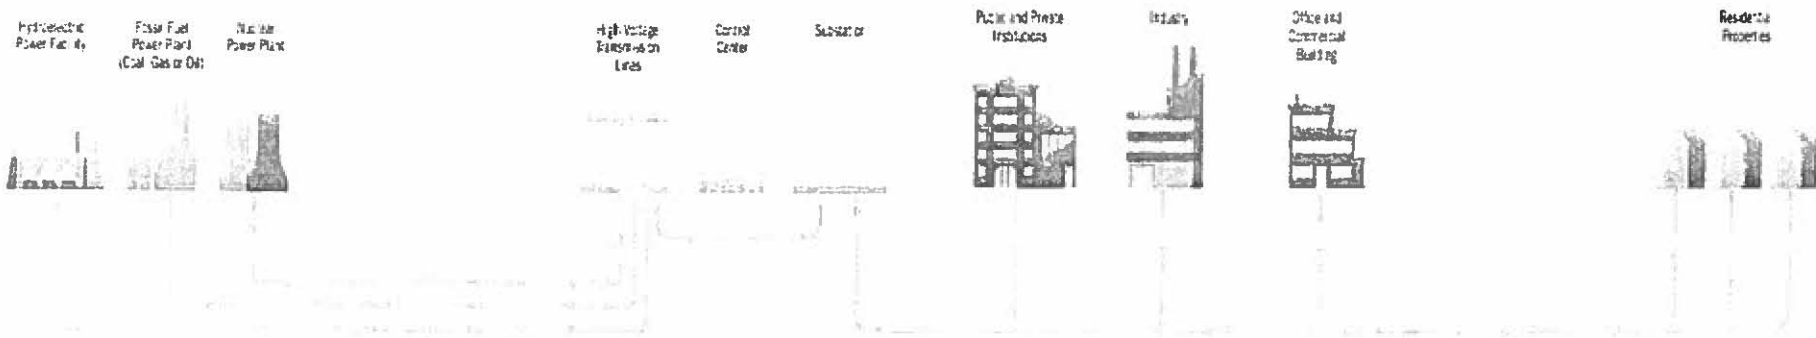 Hydroelectric
Power Facility
Fossil Fuel
Power Plant
(Coal, Gas or Oil)
Nuclear
Power Plant
High Voltage
Transmission
Lines
Control
Center
Substation
Public and Private
Institutions
Industry
Office and
Commercial
Building
Residential
Properties